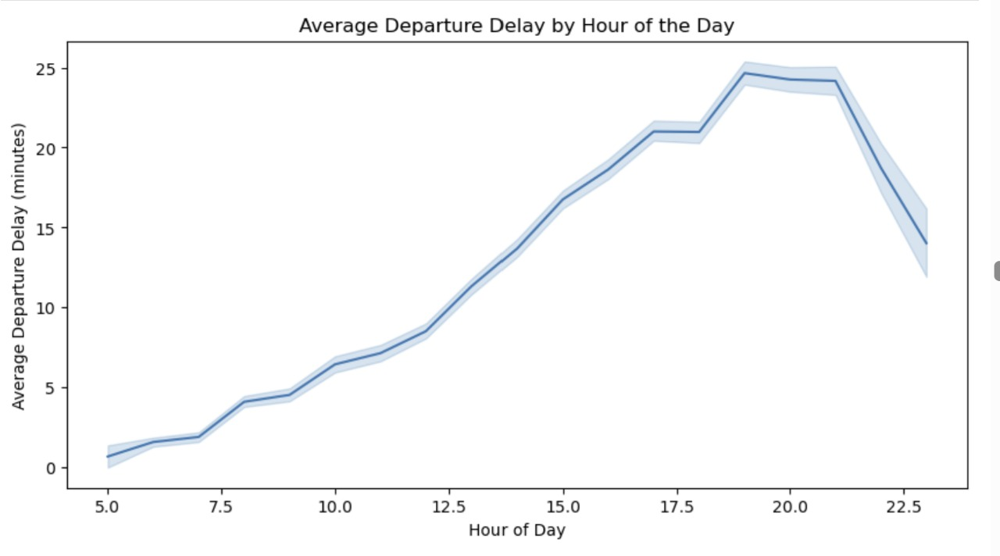 Average Departure Delay by Hour of the Day
Average Departure Delay (minutes)
25
20
15
10
5
0
5.0 7.5 10.0 12.5 15.0 17.5 20.0 22.5
Hour of Day